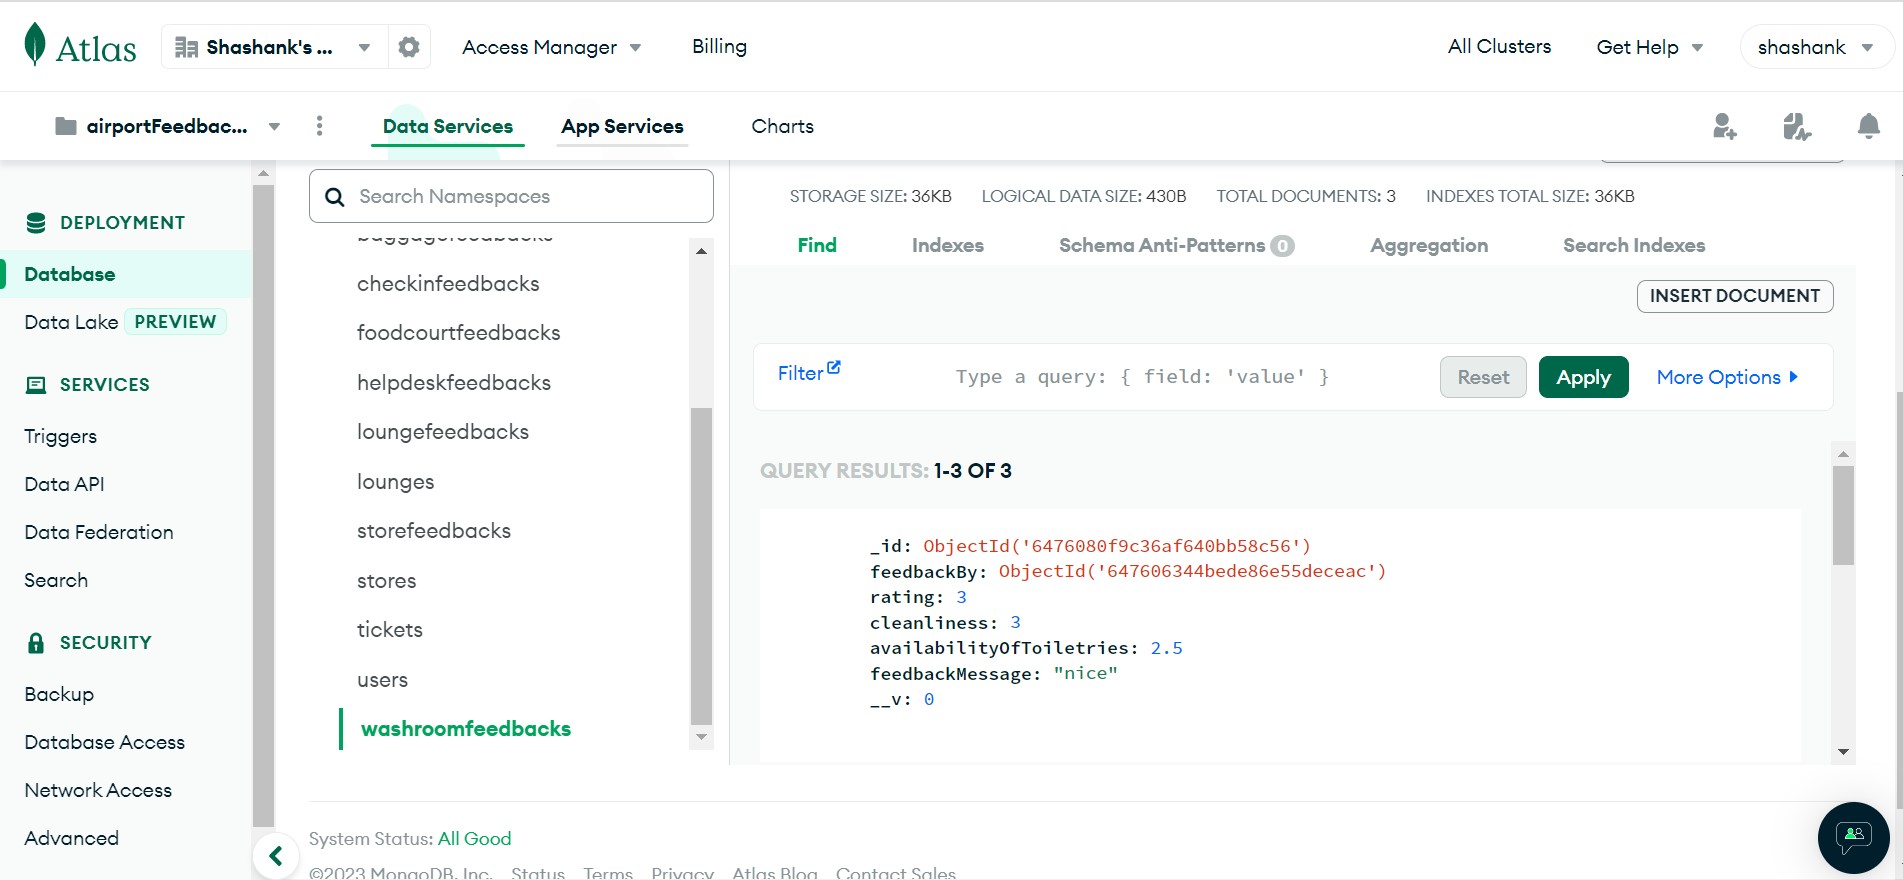 Atlas
Shashank's ...
Access Manager
Billing
All Clusters
Get Help
shashank
airportFeedbac...
Data Services
App Services
Charts
DEPLOYMENT
Database
Data Lake PREVIEW
SERVICES
Triggers
Data API
Data Federation
Search
SECURITY
Backup
Database Access
Network Access
Advanced
Search Namespaces
baggagefeedbacks
checkinfeedbacks
foodcourtfeedbacks
helpdeskfeedbacks
loungefeedbacks
lounges
storefeedbacks
stores
tickets
users
washroomfeedbacks
STORAGE SIZE: 36KB LOGICAL DATA SIZE: 430B TOTAL DOCUMENTS: 3 INDEXES TOTAL SIZE: 36KB
Find
Indexes
Schema Anti-Patterns 0
Aggregation
Search Indexes
INSERT DOCUMENT
Filter
Type a query: { field: 'value' }
Reset
Apply
More Options
QUERY RESULTS: 1-3 OF 3
_id: ObjectId('6476080f9c36af640bb58c56')
feedbackBy: ObjectId('647606344bede86e55deceac')
rating: 3
cleanliness: 3
availabilityOfToiletries: 2.5
feedbackMessage: "nice"
__v: 0
System Status: All Good
©2023 MongoDB, Inc. Status Terms Privacy Atlas Blog Contact Sales